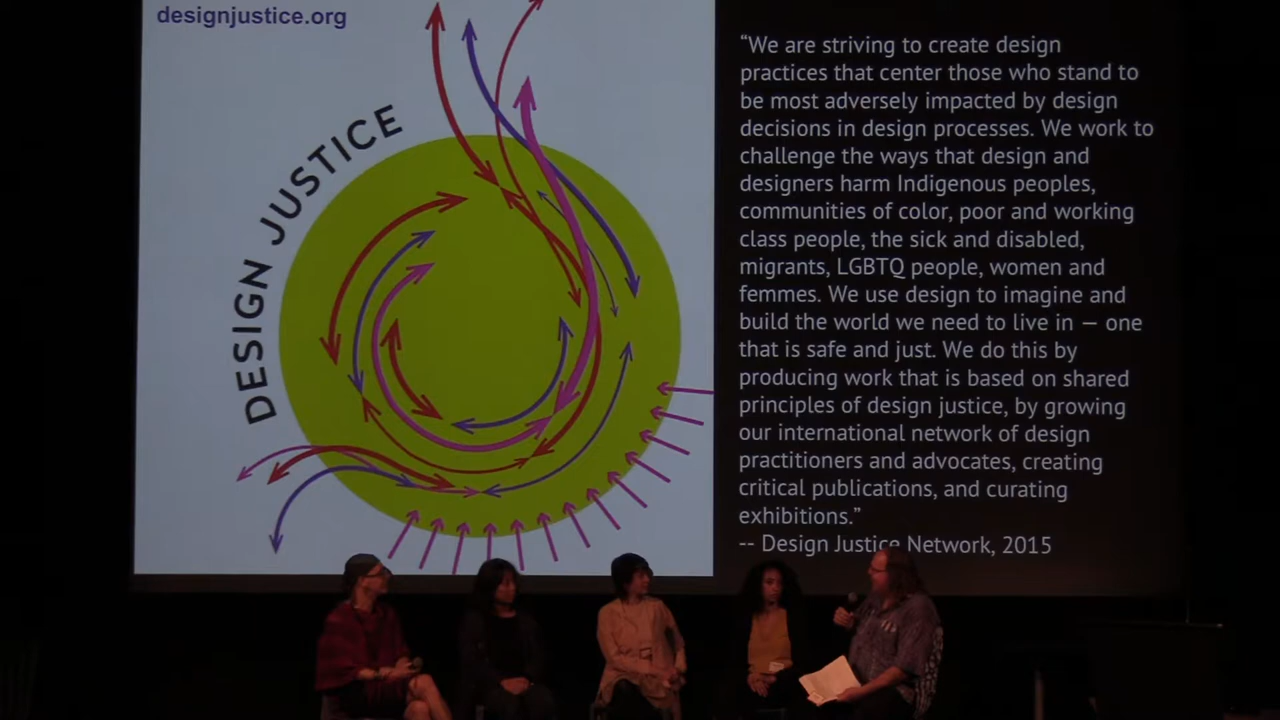 designjustice.org
DESIGN JUSTICE
“We are striving to create design
practices that center those who stand to
be most adversely impacted by design
decisions in design processes. We work to
challenge the ways that design and
designers harm Indigenous peoples,
communities of color, poor and working
class people, the sick and disabled,
migrants, LGBTQ people, women and
femmes. We use design to imagine and
build the world we need to live in — one
that is safe and just. We do this by
producing work that is based on shared
principles of design justice, by growing
our international network of design
practitioners and advocates, creating
critical publications, and curating
exhibitions.”
-- Design Justice Network, 2015